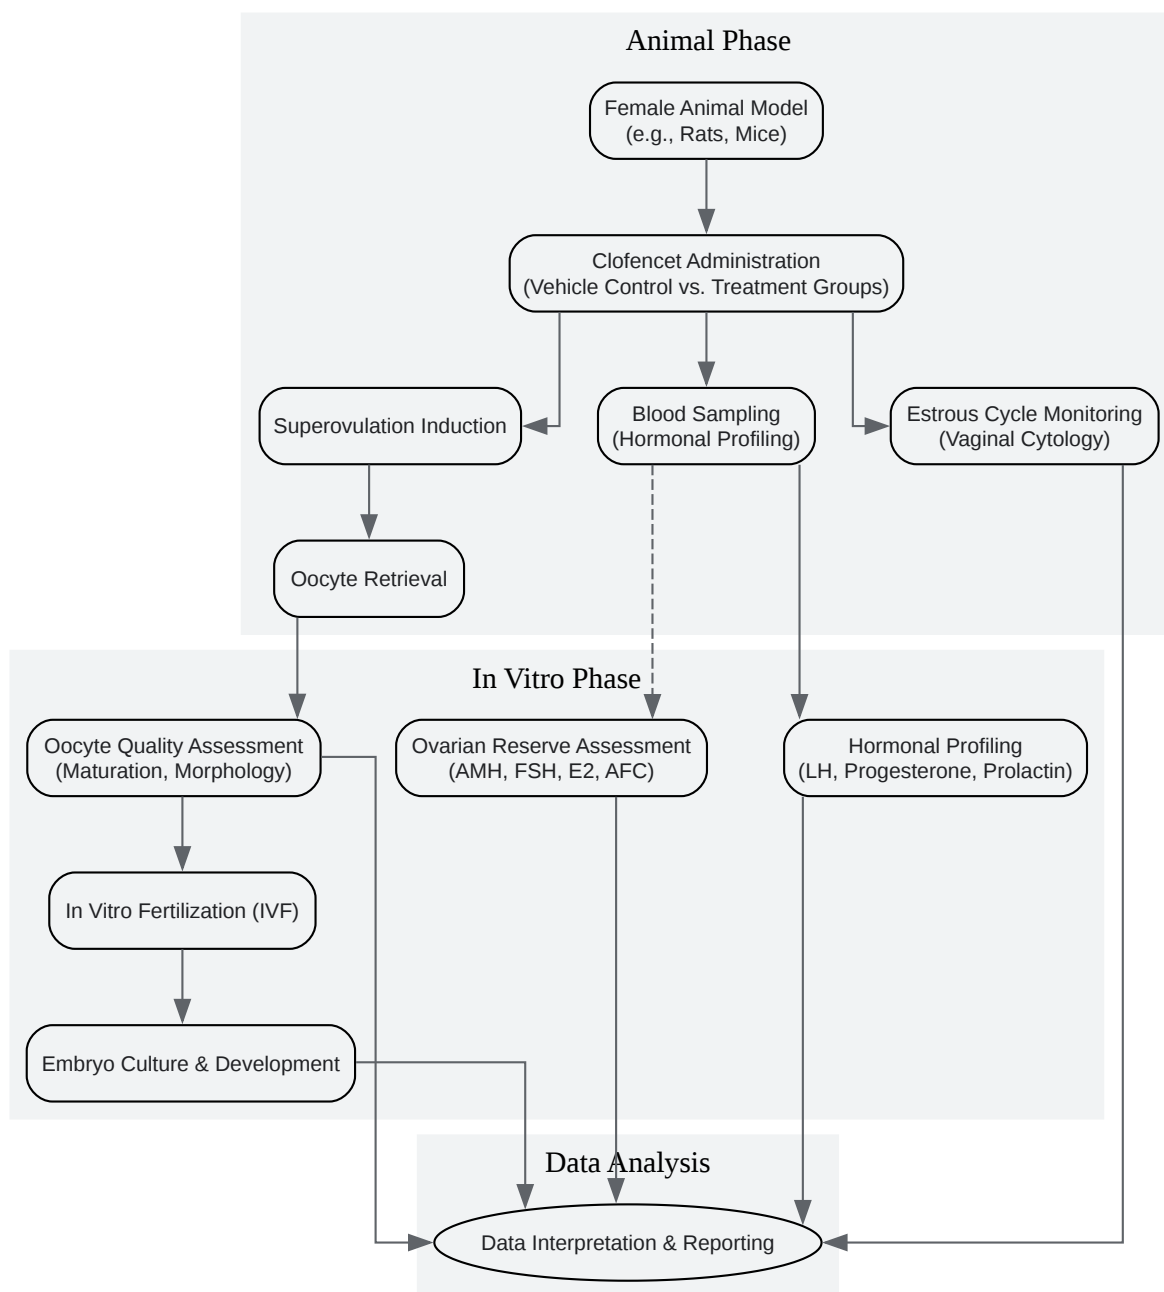 Animal Phase
Female Animal Model
(e.g., Rats, Mice)
Clofencet Administration
(Vehicle Control vs. Treatment Groups)
Superovulation Induction
Blood Sampling
(Hormonal Profiling)
Estrous Cycle Monitoring
(Vaginal Cytology)
Oocyte Retrieval
In Vitro Phase
Oocyte Quality Assessment
(Maturation, Morphology)
Ovarian Reserve Assessment
(AMH, FSH, E2, AFC)
Hormonal Profiling
(LH, Progesterone, Prolactin)
In Vitro Fertilization (IVF)
Embryo Culture & Development
Data Analysis
Data Interpretation & Reporting